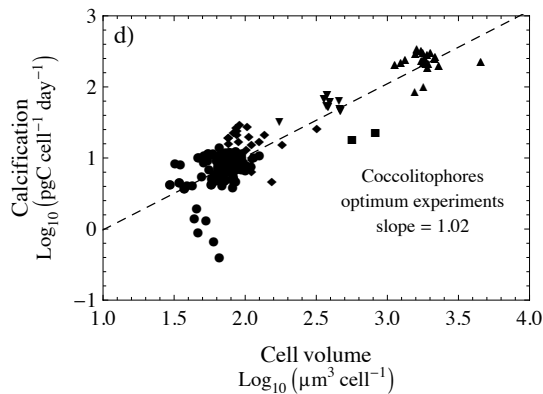 d)
Calcification
Log10 (pgC cell−1 day−1)
3
2
1
0
−1
Coccolitophores
optimum experiments
slope = 1.02
1.0 1.5 2.0 2.5 3.0 3.5 4.0
Cell volume
Log10 (μm3 cell−1)